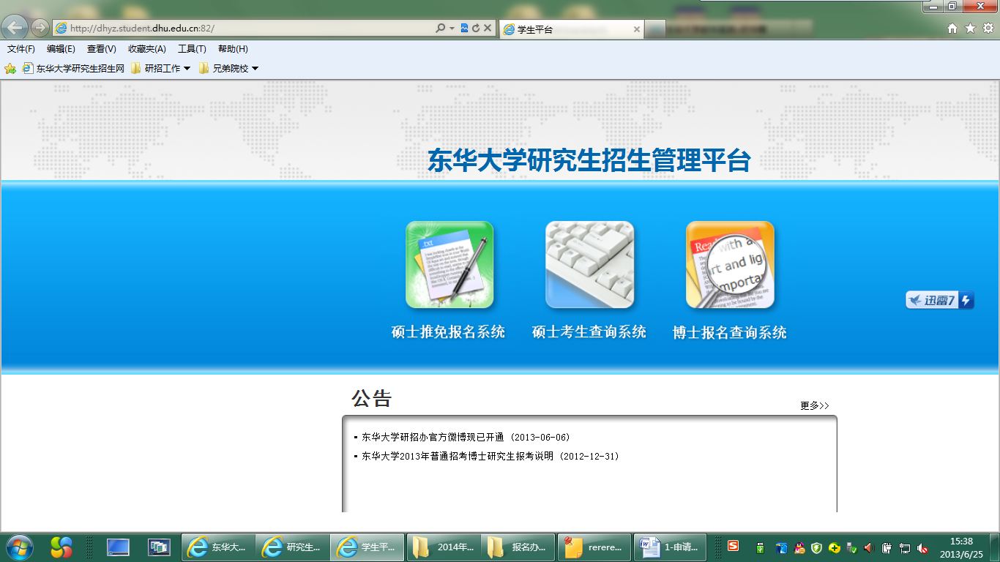 http://dhyz.student.dhu.edu.cn:82/
学生平台
文件(F) 编辑(E) 查看(V) 收藏夹(A) 工具(T) 帮助(H)
东华大学研究生招生网 研招工作 兄弟院校
东华大学研究生招生管理平台
.TXT
Read
with a
art and lig
importa
迅雷7
硕士推免报名系统 硕士考生查询系统 博士报名查询系统
公告
更多>>
东华大学研招办官方微博现已开通 (2013-06-06)
东华大学2013年普通招考博士研究生报考说明 (2012-12-31)
东华大... 研究生... 学生平... 2014年... 报名办... rerere... 1-申请...
15:38
2013/6/25